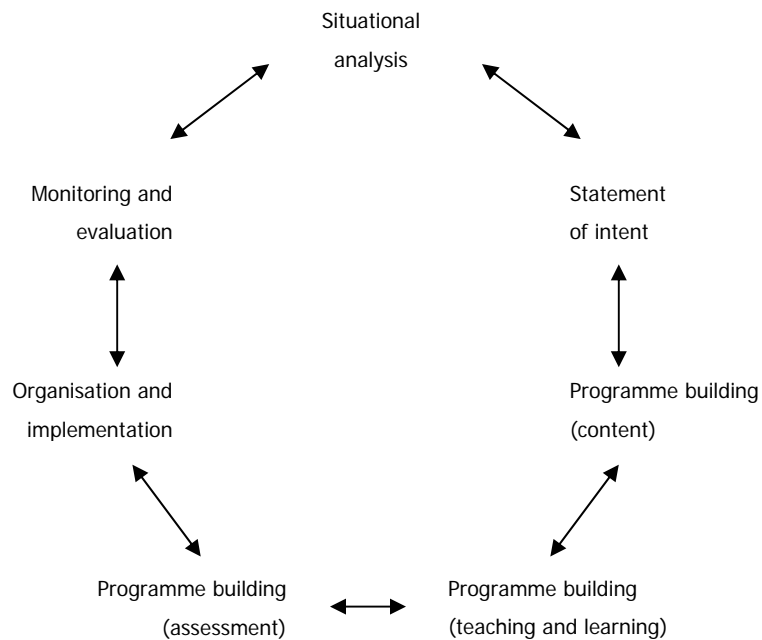 Situational
analysis
Monitoring and
evaluation
Statement
of intent
Organisation and
implementation
Programme building
(content)
Programme building
(assessment)
Programme building
(teaching and learning)